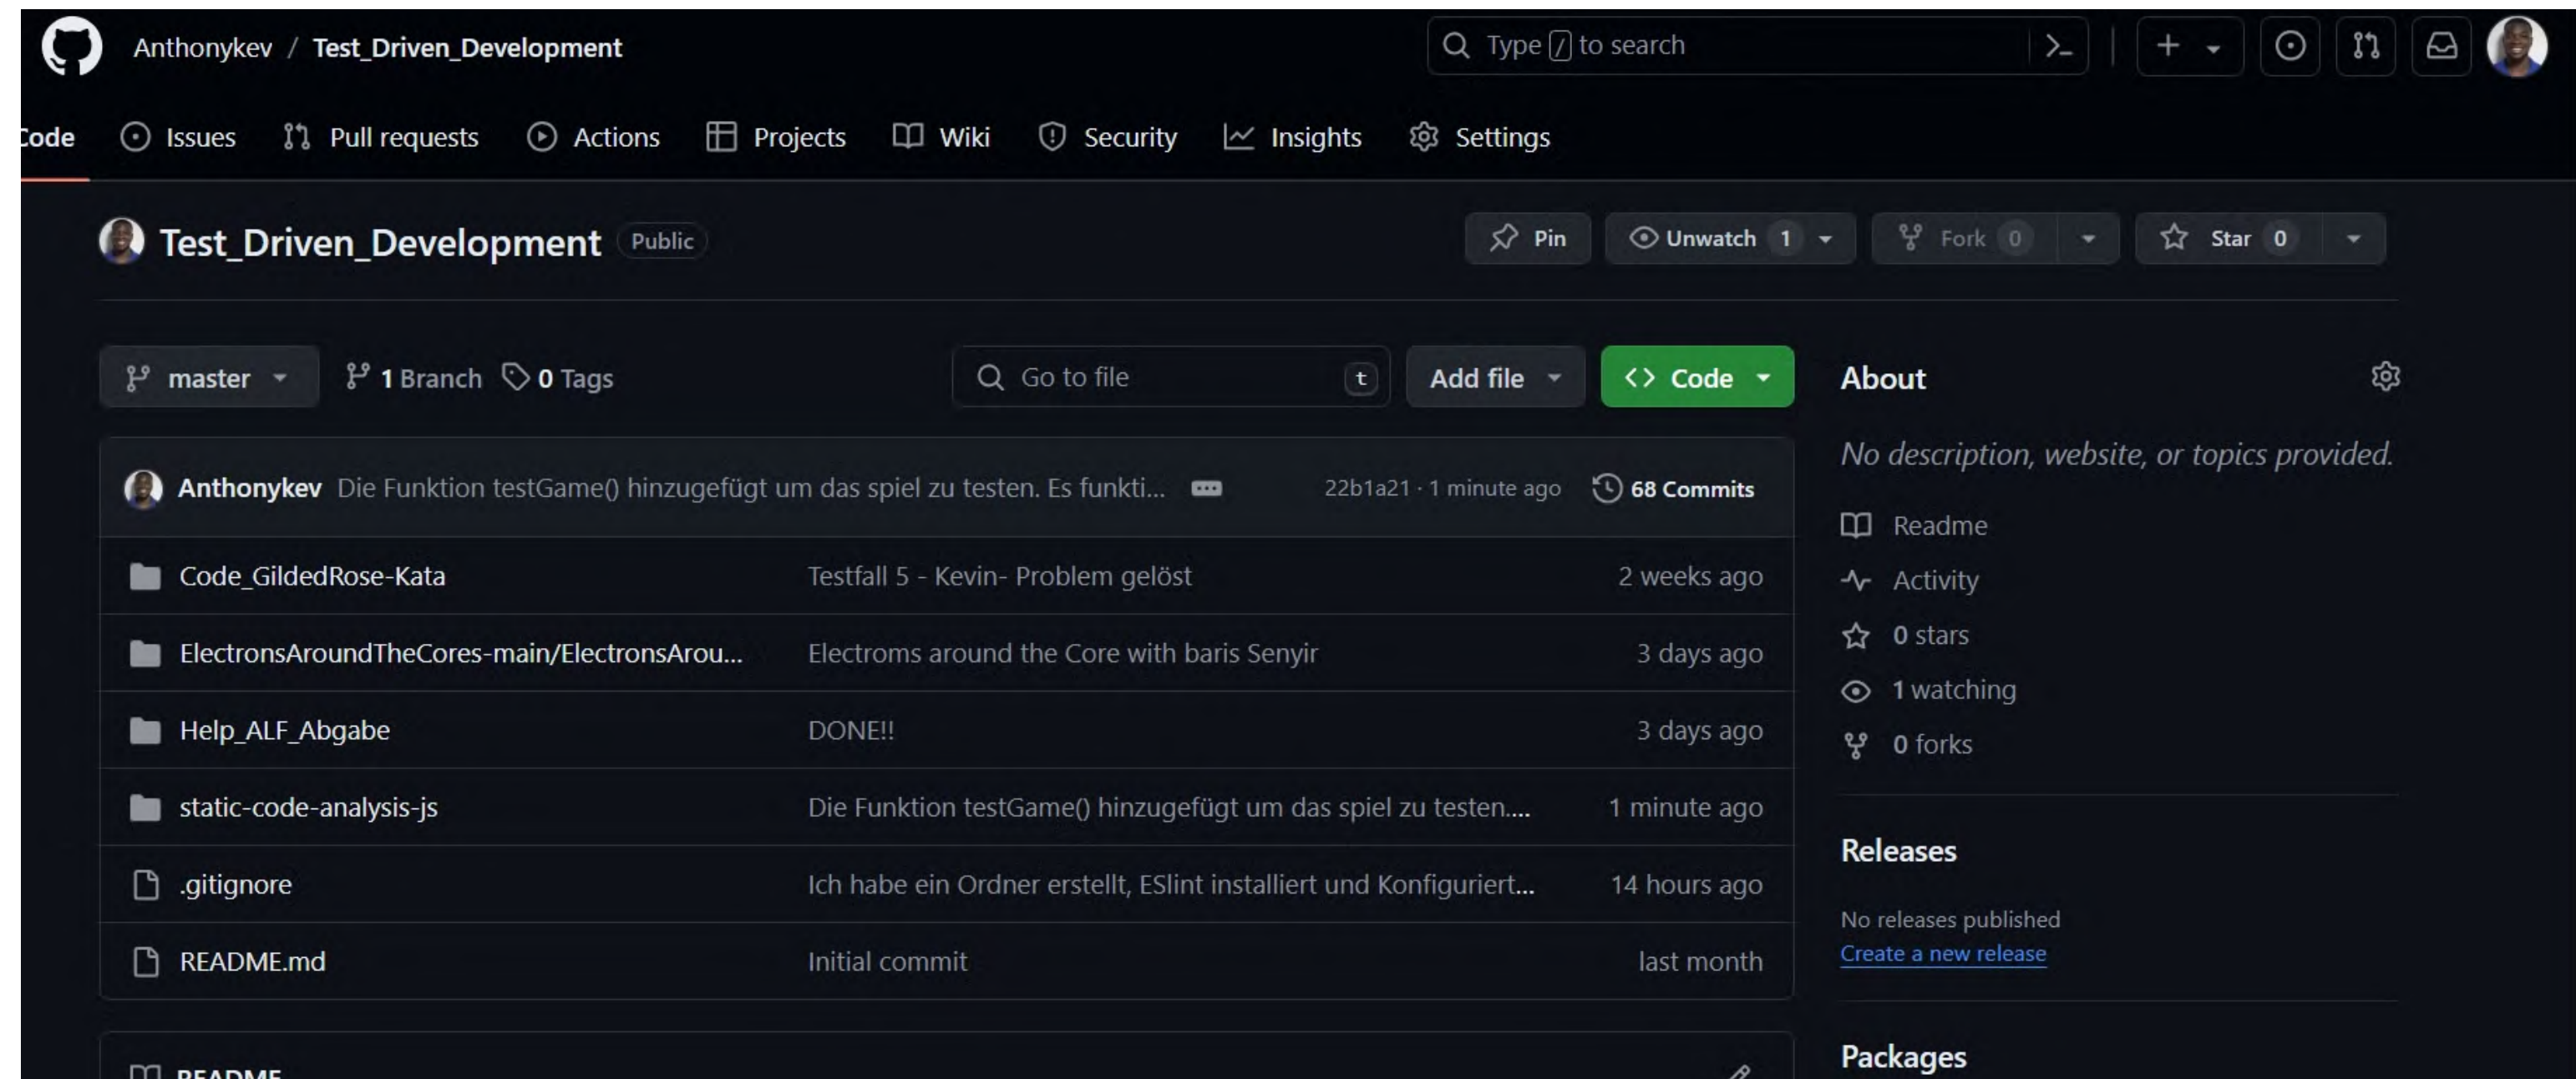 Anthonykev / Test_Driven_Development Type / to search
Code Issues Pull requests Actions Projects Wiki Security Insights Settings
Test_Driven_Development Public Pin Unwatch 1 Fork 0 Star 0
master 1 Branch 0 Tags Go to file t Add file Code About
No description, website, or topics provided.
Anthonykev Die Funktion testGame() hinzugefügt um das spiel zu testen. Es funkti... 22b1a21 · 1 minute ago 68 Commits
Readme
Code_GildedRose-Kata Testfall 5 - Kevin- Problem gelöst 2 weeks ago
Activity
0 stars
ElectronsAroundTheCores-main/ElectronsArou... Electroms around the Core with baris Senyir 3 days ago
1 watching
Help_ALF_Abgabe DONE!! 3 days ago
0 forks
static-code-analysis-js Die Funktion testGame() hinzugefügt um das spiel zu testen.... 1 minute ago
Releases
.gitignore Ich habe ein Ordner erstellt, ESlint installiert und Konfiguriert... 14 hours ago
No releases published
Create a new release
README.md Initial commit last month
Packages
README